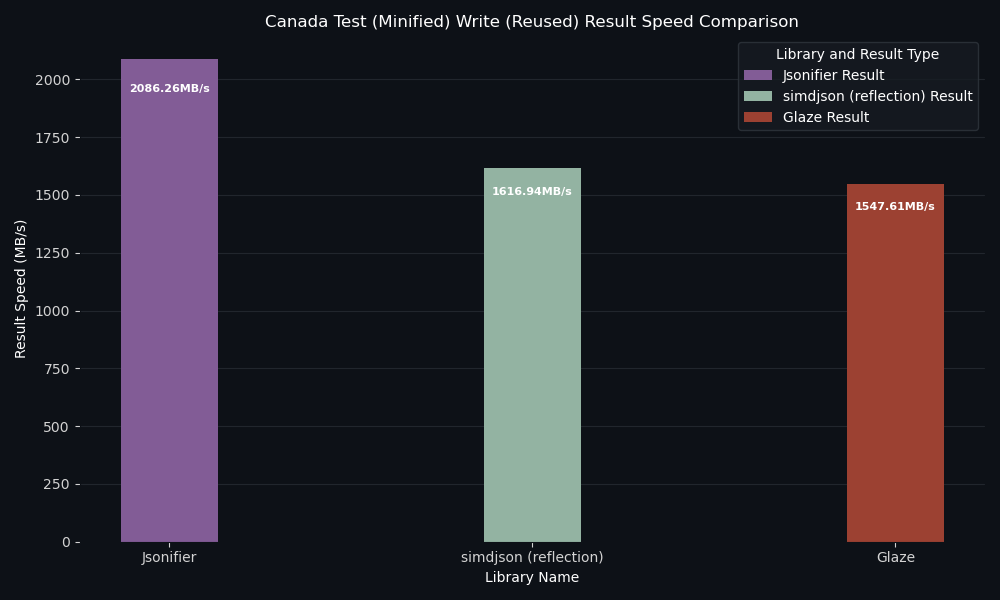 Canada Test (Minified) Write (Reused) Result Speed Comparison
Library and Result Type
Jsonifier Result
simdjson (reflection) Result
Glaze Result
2086.26MB/s
1616.94MB/s
1547.61MB/s
Result Speed (MB/s)
2000
1750
1500
1250
1000
750
500
250
0
Jsonifier
simdjson (reflection)
Glaze
Library Name